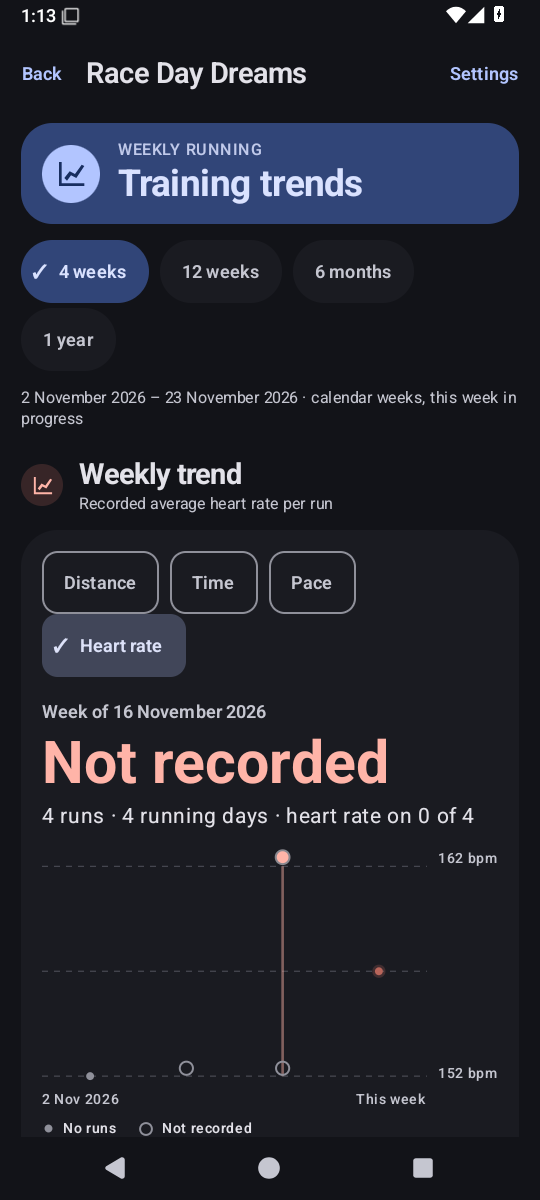 1:13
Back
Race Day Dreams
Settings
WEEKLY RUNNING
Training trends
✓ 4 weeks
12 weeks
6 months
1 year
2 November 2026 – 23 November 2026 · calendar weeks, this week in
progress
Weekly trend
Recorded average heart rate per run
Distance
Time
Pace
✓ Heart rate
Week of 16 November 2026
Not recorded
4 runs · 4 running days · heart rate on 0 of 4
162 bpm
152 bpm
2 Nov 2026
This week
No runs
Not recorded